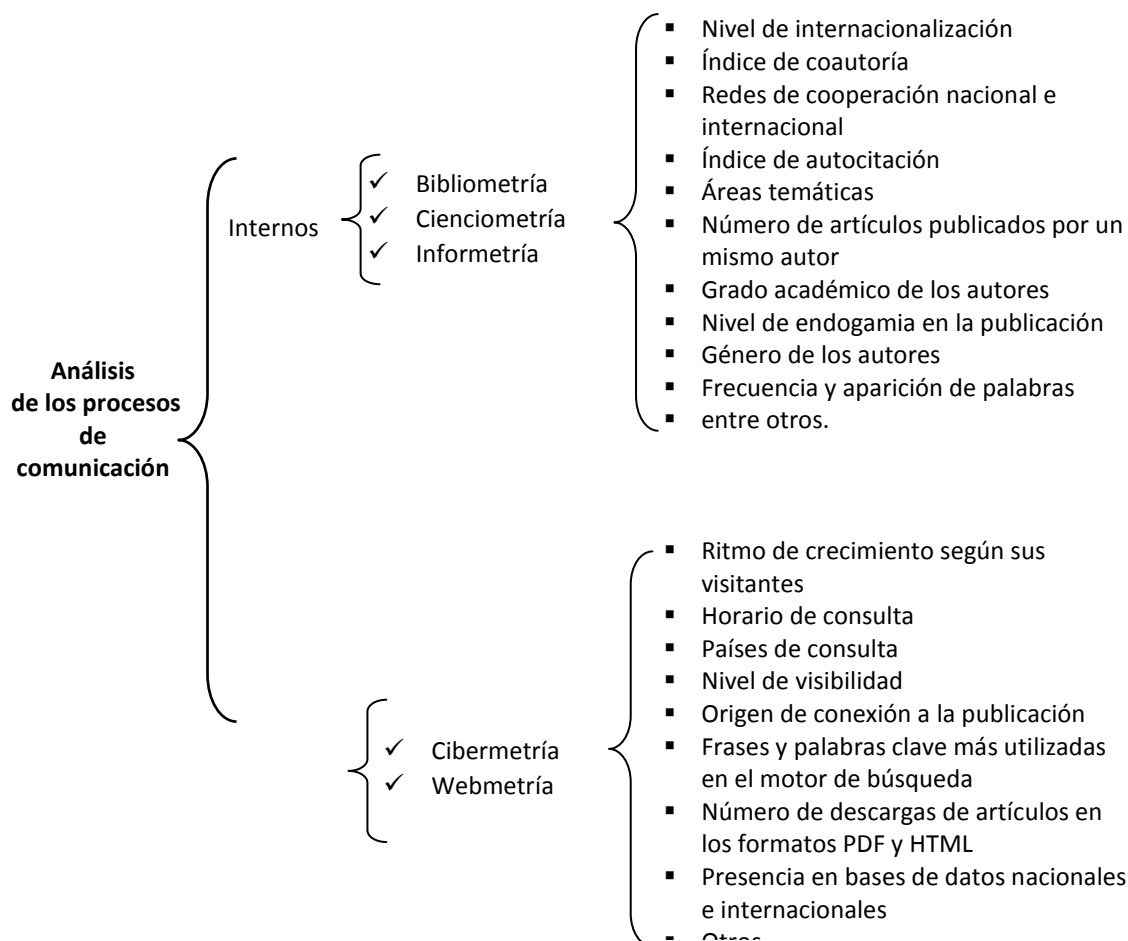 Análisis
de los procesos
de
comunicación
Internos
✓ Bibliometría
✓ Cienciometría
✓ Informetría
▪ Nivel de internacionalización
▪ Índice de coautoría
▪ Redes de cooperación nacional e
internacional
▪ Índice de autocitación
▪ Áreas temáticas
▪ Número de artículos publicados por un
mismo autor
▪ Grado académico de los autores
▪ Nivel de endogamia en la publicación
▪ Género de los autores
▪ Frecuencia y aparición de palabras
▪ entre otros.
✓ Cibermetría
✓ Webmetría
▪ Ritmo de crecimiento según sus
visitantes
▪ Horario de consulta
▪ Países de consulta
▪ Nivel de visibilidad
▪ Origen de conexión a la publicación
▪ Frases y palabras clave más utilizadas
en el motor de búsqueda
▪ Número de descargas de artículos en
los formatos PDF y HTML
▪ Presencia en bases de datos nacionales
e internacionales
▪ Otros